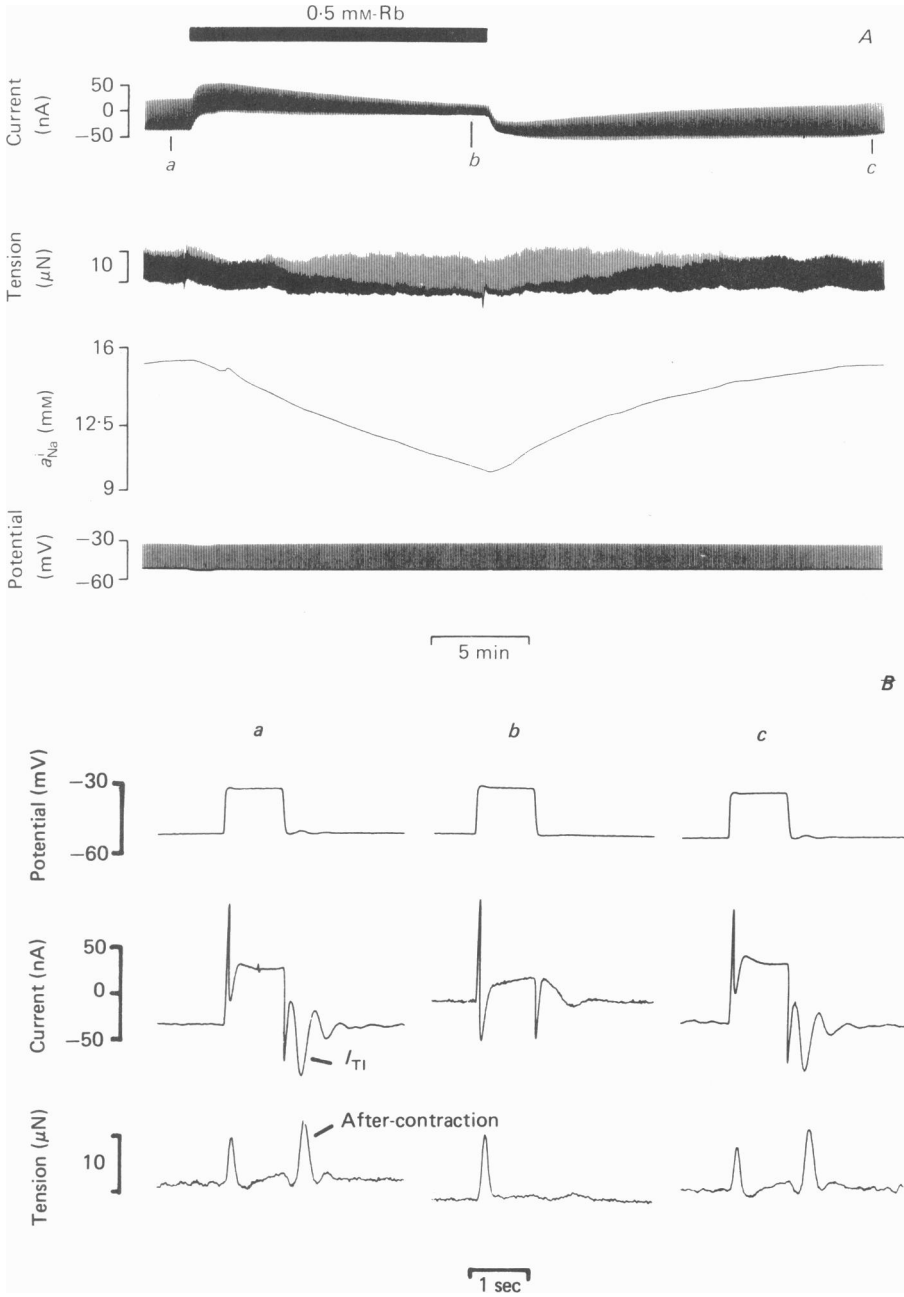 0·5 mM-Rb
A
Current (nA)
50
0
−50
a
b
c
Tension (μN)
10
a^i_Na (mM)
16
12·5
9
Potential (mV)
−30
−60
5 min
B
a
b
c
Potential (mV)
−30
−60
Current (nA)
50
0
−50
I_TI
Tension (μN)
10
After-contraction
1 sec